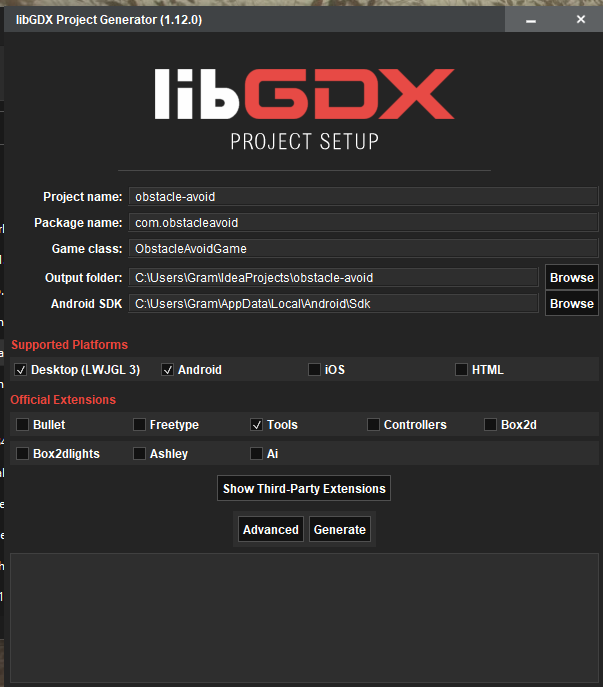 libGDX Project Generator (1.12.0)
libGDX
PROJECT SETUP
Project name: obstacle-avoid
Package name: com.obstacleavoid
Game class: ObstacleAvoidGame
Output folder: C:\Users\Gram\IdeaProjects\obstacle-avoid Browse
Android SDK C:\Users\Gram\AppData\Local\Android\Sdk Browse
Supported Platforms
Desktop (LWJGL 3) Android iOS HTML
Official Extensions
Bullet Freetype Tools Controllers Box2d
Box2dlights Ashley Ai
Show Third-Party Extensions
Advanced Generate